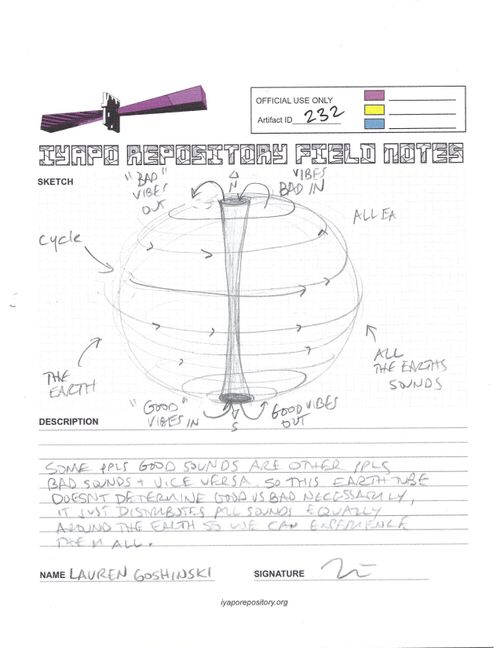 OFFICIAL USE ONLY
Artifact ID 232
IYAPO REPOSITORY FIELD NOTES
SKETCH
"BAD" VIBES OUT
N
VIBES BAD IN
ALL EA
Cycle
THE EARTH
ALL THE EARTHS SOUNDS
"GOOD" VIBES IN
S
GOOD VIBES OUT
DESCRIPTION
SOME PPLS GOOD SOUNDS ARE OTHER PPLS
BAD SOUNDS + VICE VERSA. SO THIS EARTH TUBE
DOESNT DETERMINE GOOD VS BAD NECESSARILY,
IT JUST DISTRIBUTES ALL SOUNDS EQUALLY
AROUND THE EARTH SO WE CAN EXPERIENCE
THEM ALL.
NAME LAUREN GOSHINSKI
SIGNATURE
iyaporepository.org